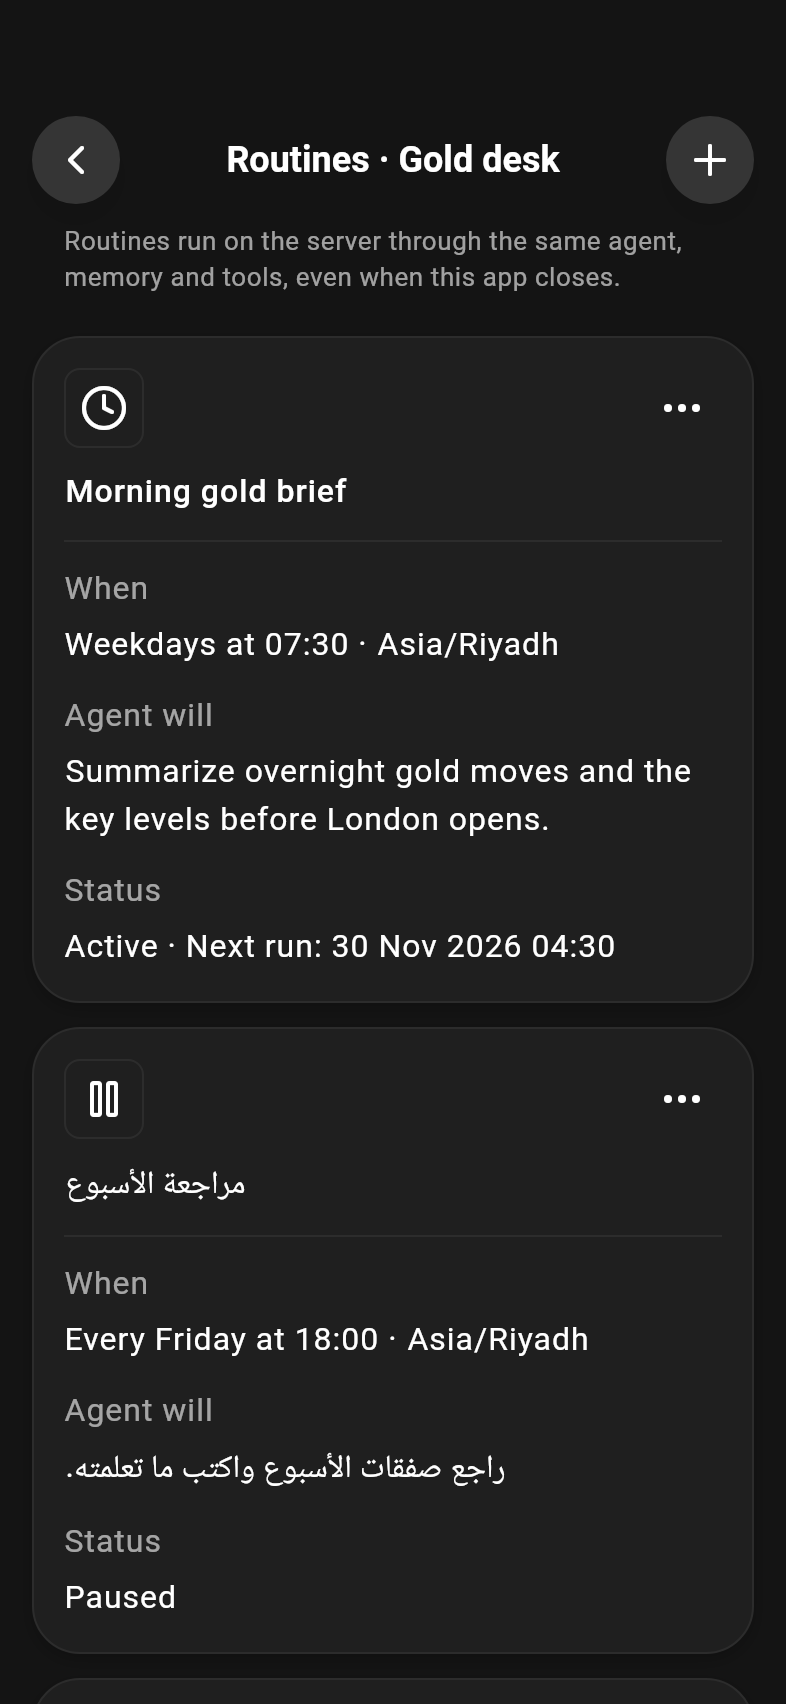 Routines · Gold desk
Routines run on the server through the same agent,
memory and tools, even when this app closes.
Morning gold brief
When
Weekdays at 07:30 · Asia/Riyadh
Agent will
Summarize overnight gold moves and the
key levels before London opens.
Status
Active · Next run: 30 Nov 2026 04:30
مراجعة الأسبوع
When
Every Friday at 18:00 · Asia/Riyadh
Agent will
راجع صفقات الأسبوع واكتب ما تعلمته.
Status
Paused